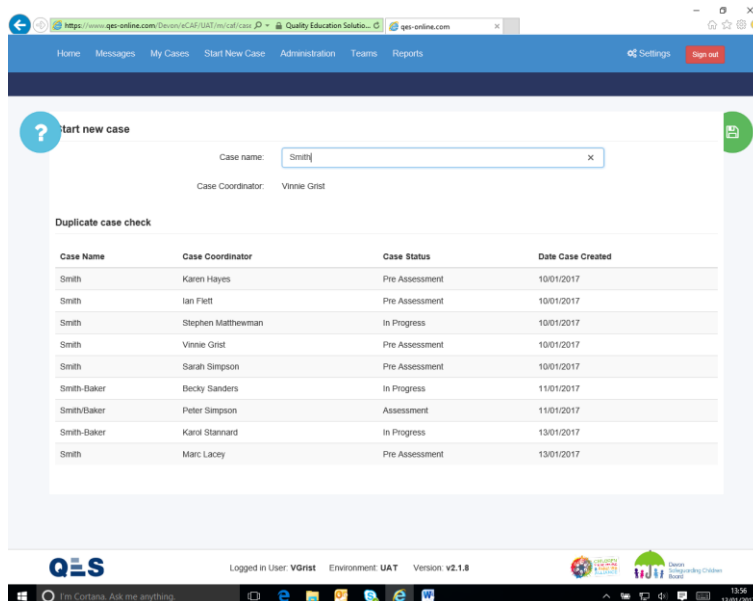 https://www.qes-online.com/Devon/eCAF/UAT/m/caf/case
Quality Education Solutio...
qes-online.com
Home Messages My Cases Start New Case Administration Teams Reports Settings Sign out
?
Start new case
Case name: Smith
Case Coordinator: Vinnie Grist
Duplicate case check
Case Name Case Coordinator Case Status Date Case Created
Smith Karen Hayes Pre Assessment 10/01/2017
Smith Ian Flett Pre Assessment 10/01/2017
Smith Stephen Matthewman In Progress 10/01/2017
Smith Vinnie Grist Pre Assessment 10/01/2017
Smith Sarah Simpson Pre Assessment 10/01/2017
Smith-Baker Becky Sanders In Progress 11/01/2017
Smith/Baker Peter Simpson Assessment 11/01/2017
Smith-Baker Karol Stannard In Progress 13/01/2017
Smith Marc Lacey Pre Assessment 13/01/2017
QES
Logged in User: VGrist Environment: UAT Version: v2.1.8
Devon
Safeguarding Children
Board
I'm Cortana. Ask me anything.
13:56